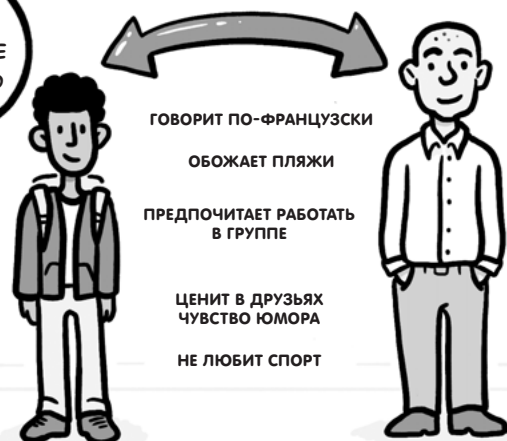 ГОВОРИТ ПО-ФРАНЦУЗСКИ
ОБОЖАЕТ ПЛЯЖИ
ПРЕДПОЧИТАЕТ РАБОТАТЬ
В ГРУППЕ
ЦЕНИТ В ДРУЗЬЯХ
ЧУВСТВО ЮМОРА
НЕ ЛЮБИТ СПОРТ